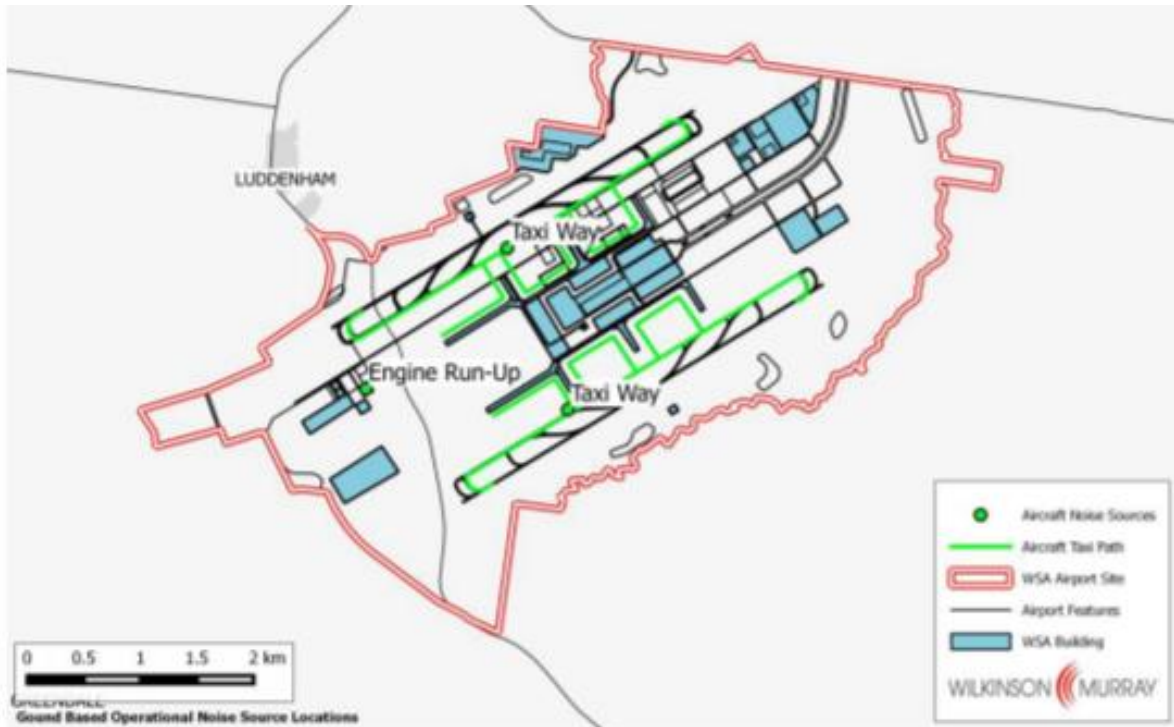 LUDDENHAM
Taxi Way
Engine Run-Up
Taxi Way
Aircraft Noise Sources
Aircraft Taxi Path
WSA Airport Site
Airport Features
WSA Building
WILKINSON MURRAY
0 0.5 1 1.5 2 km
Gound Based Operational Noise Source Locations